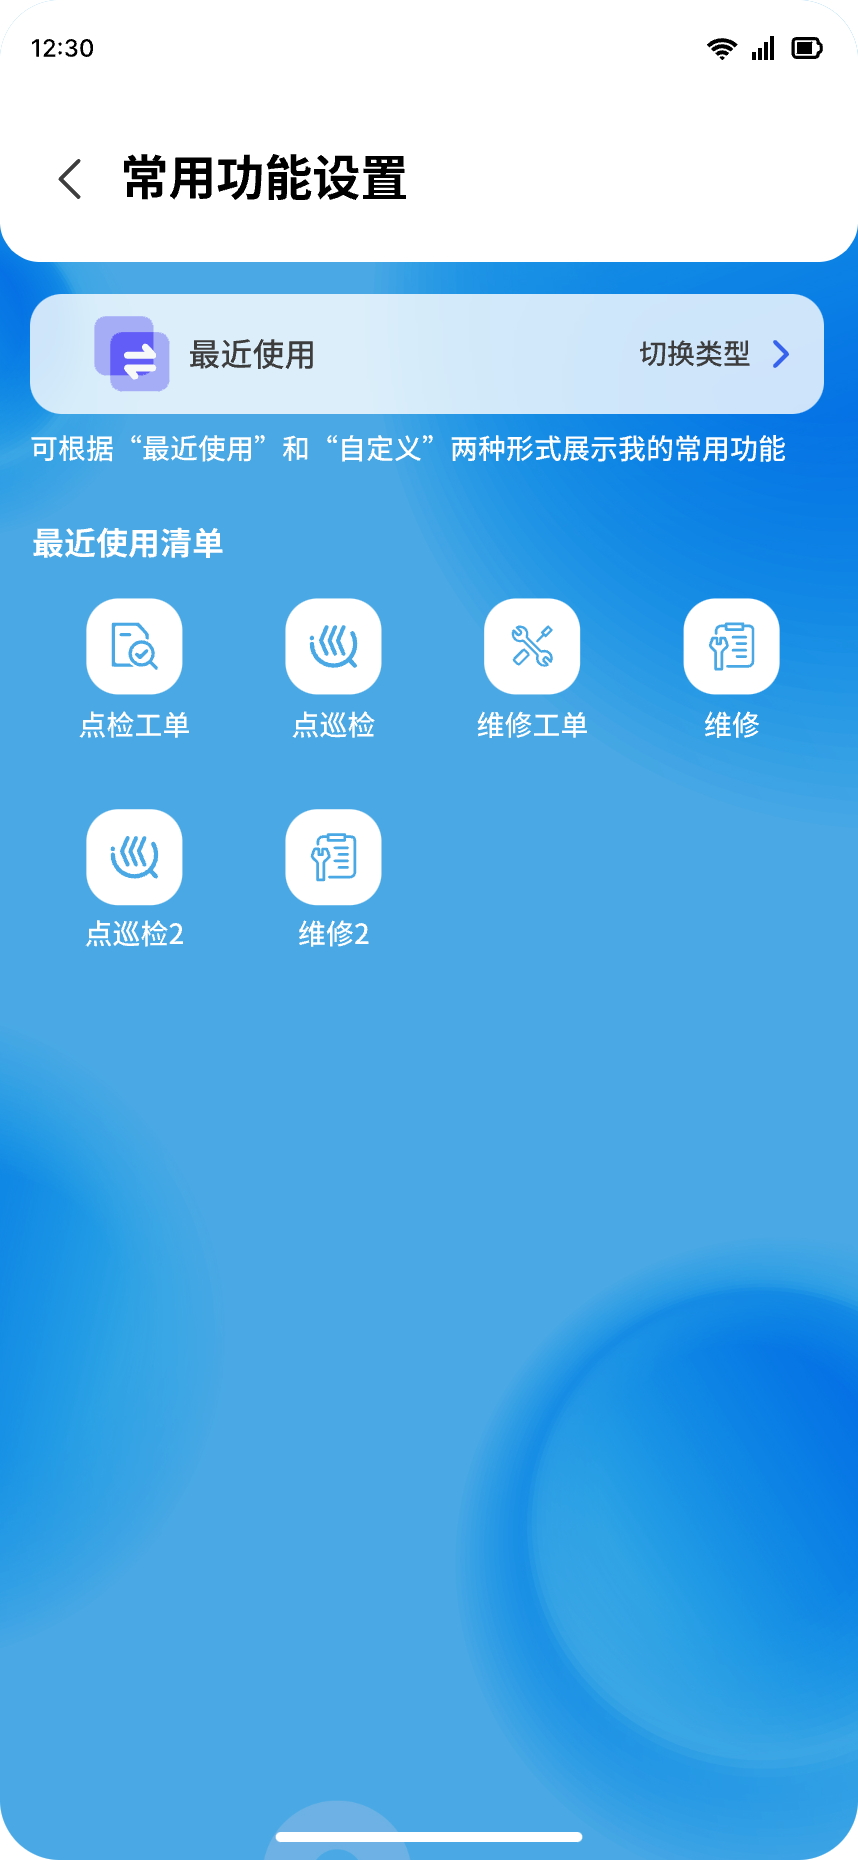 12:30
常用功能设置
最近使用 切换类型
可根据“最近使用”和“自定义”两种形式展示我的常用功能
最近使用清单
点检工单 点巡检 维修工单 维修
点巡检2 维修2